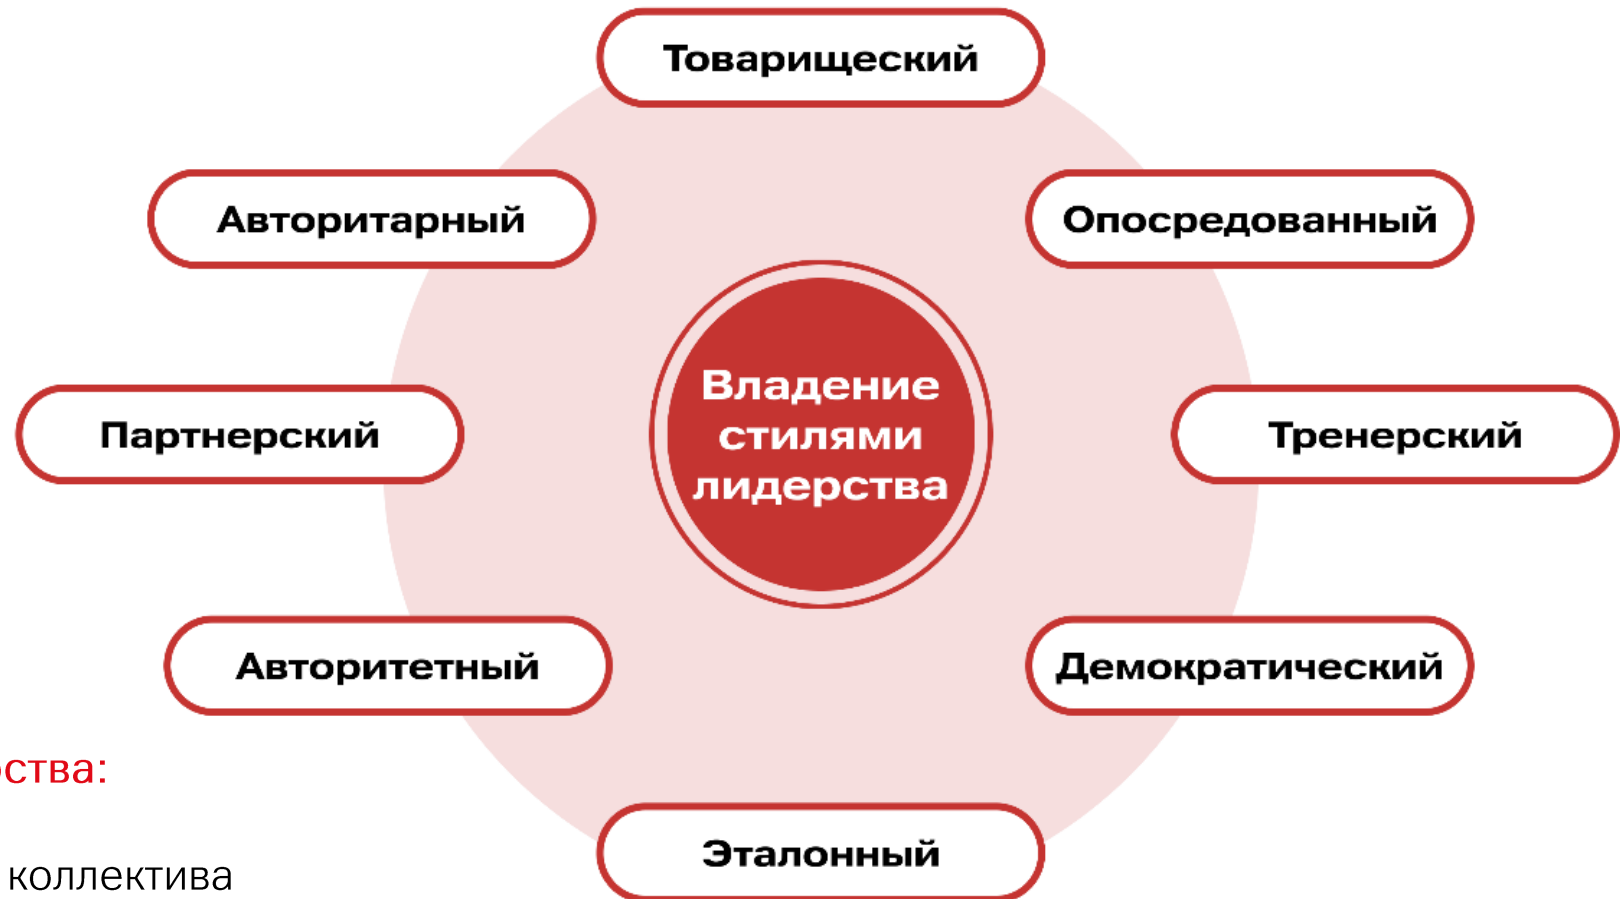 Товарищеский
Авторитарный
Опосредованный
Владение
стилями
лидерства
Партнерский
Тренерский
Авторитетный
Демократический
ства:
Эталонный
коллектива